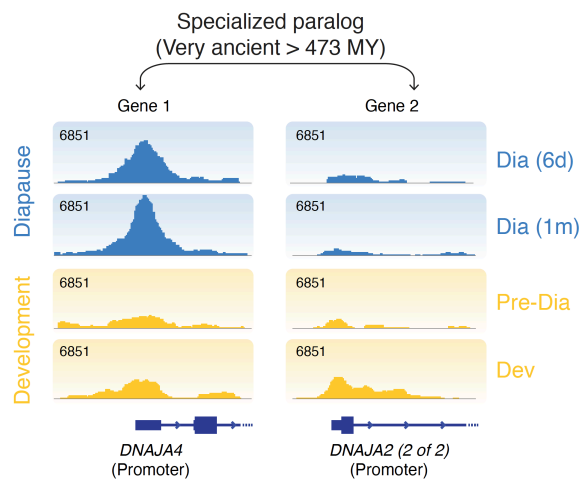 Specialized paralog
(Very ancient > 473 MY)
Gene 1
Gene 2
Diapause
6851
6851
Dia (6d)
6851
6851
Dia (1m)
Development
6851
6851
Pre-Dia
6851
6851
Dev
DNAJA4
(Promoter)
DNAJA2 (2 of 2)
(Promoter)